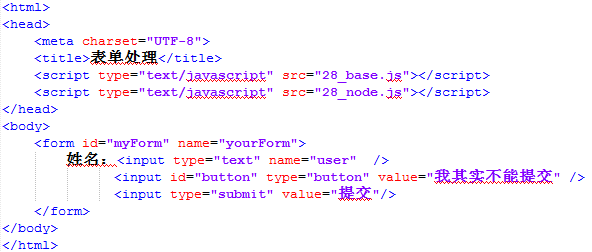 <html>
<head>
<meta charset="UTF-8">
<title>表单处理</title>
<script type="text/javascript" src="28_base.js"></script>
<script type="text/javascript" src="28_node.js"></script>
</head>
<body>
<form id="myForm" name="yourForm">
姓名：<input type="text" name="user"  />
<input id="button" type="button" value="我其实不能提交" />
<input type="submit" value="提交"/>
</form>
</body>
</html>